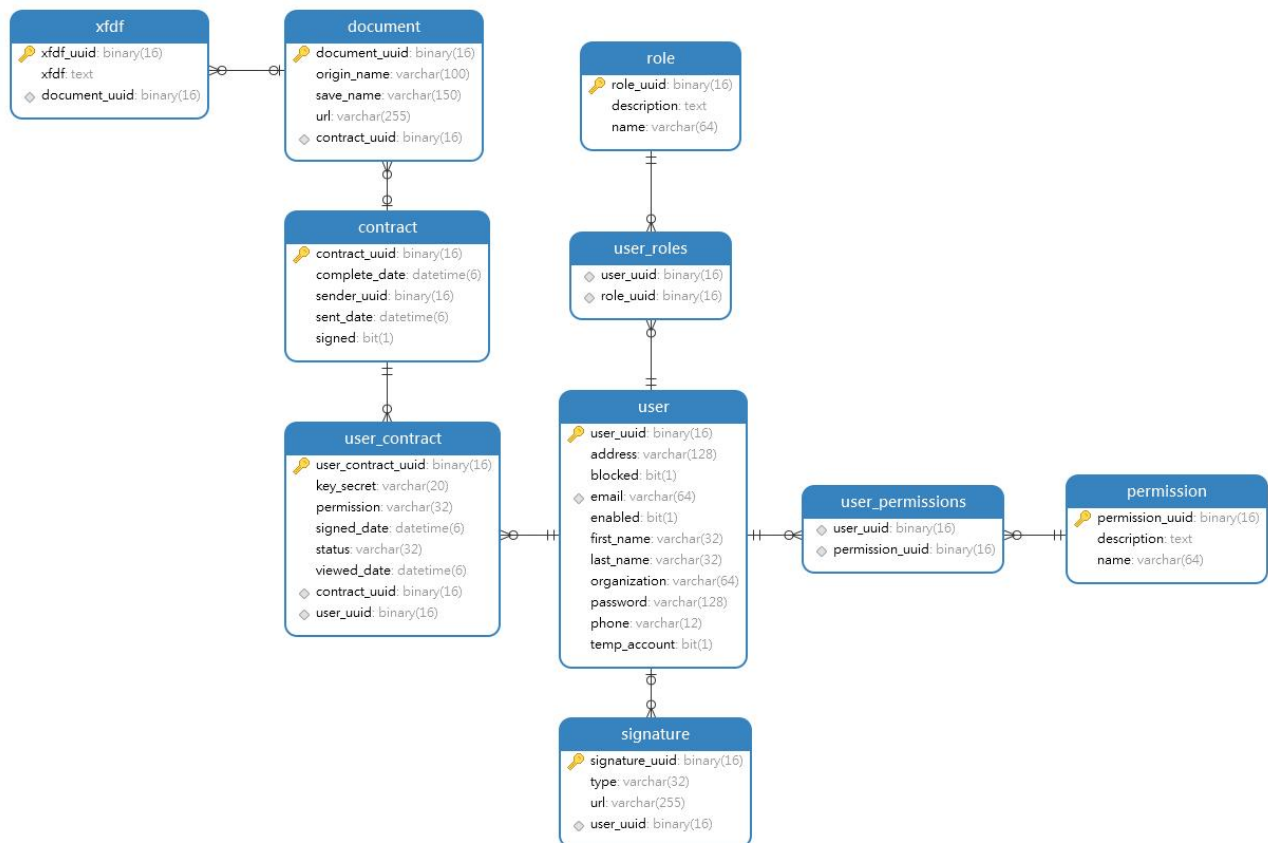 xfdf
xfdf_uuid: binary(16)
xfdf: text
document_uuid: binary(16)
document
document_uuid: binary(16)
origin_name: varchar(100)
save_name: varchar(150)
url: varchar(255)
contract_uuid: binary(16)
role
role_uuid: binary(16)
description: text
name: varchar(64)
contract
contract_uuid: binary(16)
complete_date: datetime(6)
sender_uuid: binary(16)
sent_date: datetime(6)
signed: bit(1)
user_roles
user_uuid: binary(16)
role_uuid: binary(16)
user_contract
user_contract_uuid: binary(16)
key_secret: varchar(20)
permission: varchar(32)
signed_date: datetime(6)
status: varchar(32)
viewed_date: datetime(6)
contract_uuid: binary(16)
user_uuid: binary(16)
user
user_uuid: binary(16)
address: varchar(128)
blocked: bit(1)
email: varchar(64)
enabled: bit(1)
first_name: varchar(32)
last_name: varchar(32)
organization: varchar(64)
password: varchar(128)
phone: varchar(12)
temp_account: bit(1)
user_permissions
user_uuid: binary(16)
permission_uuid: binary(16)
permission
permission_uuid: binary(16)
description: text
name: varchar(64)
signature
signature_uuid: binary(16)
type: varchar(32)
url: varchar(255)
user_uuid: binary(16)